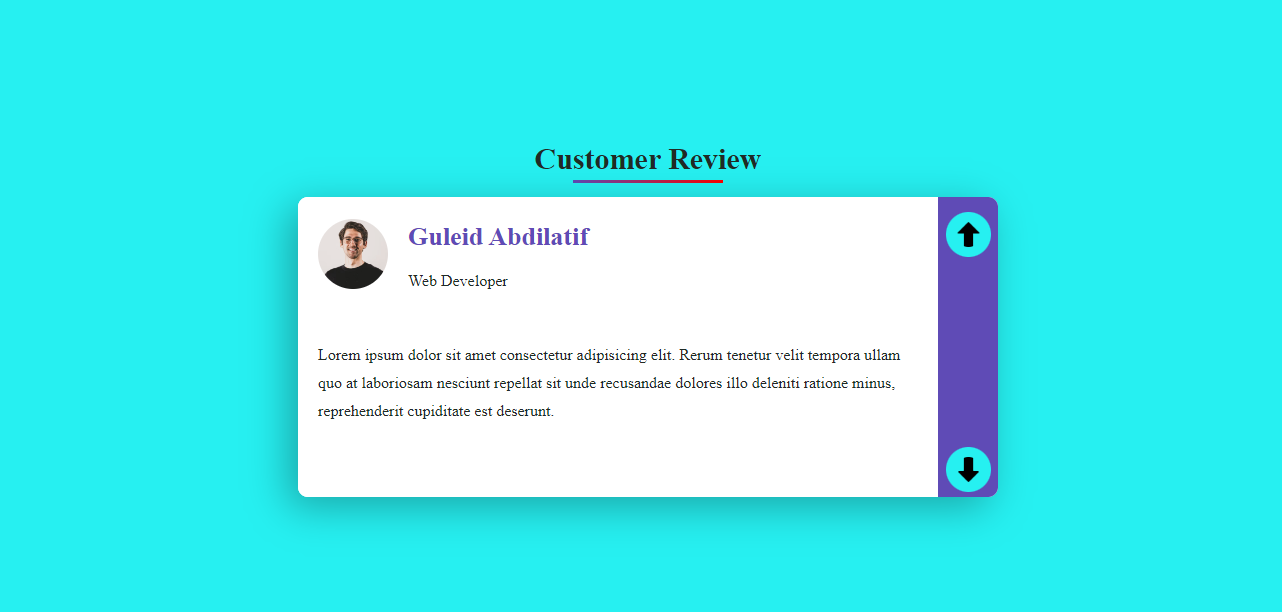 Customer Review
Guleid Abdilatif
Web Developer
Lorem ipsum dolor sit amet consectetur adipisicing elit. Rerum tenetur velit tempora ullam
quo at laboriosam nesciunt repellat sit unde recusandae dolores illo deleniti ratione minus,
reprehenderit cupiditate est deserunt.